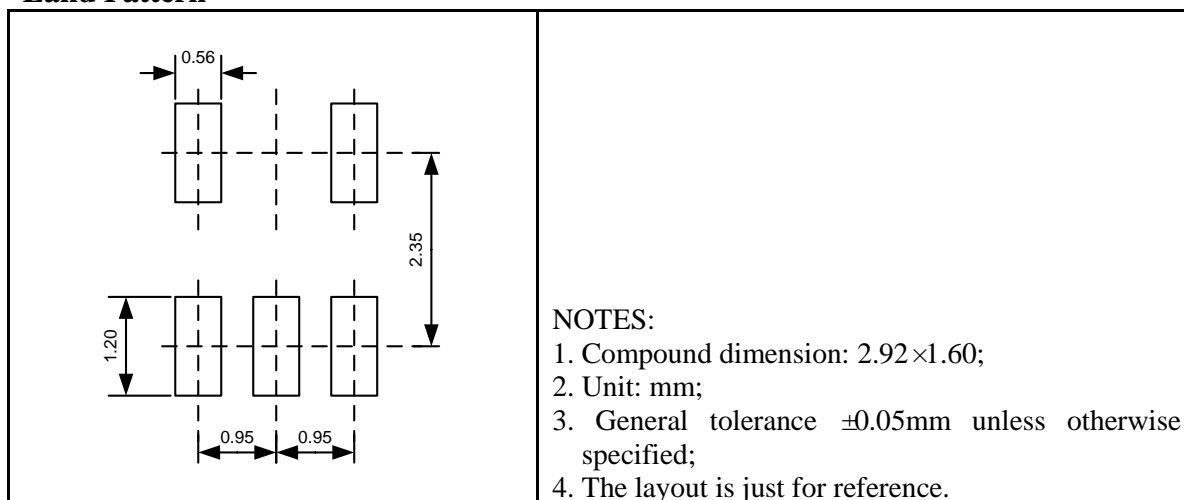 Land Pattern
0.56
2.35
1.20
0.95 0.95
NOTES:
1. Compound dimension: 2.92×1.60;
2. Unit: mm;
3. General tolerance ±0.05mm unless otherwise
specified;
4. The layout is just for reference.